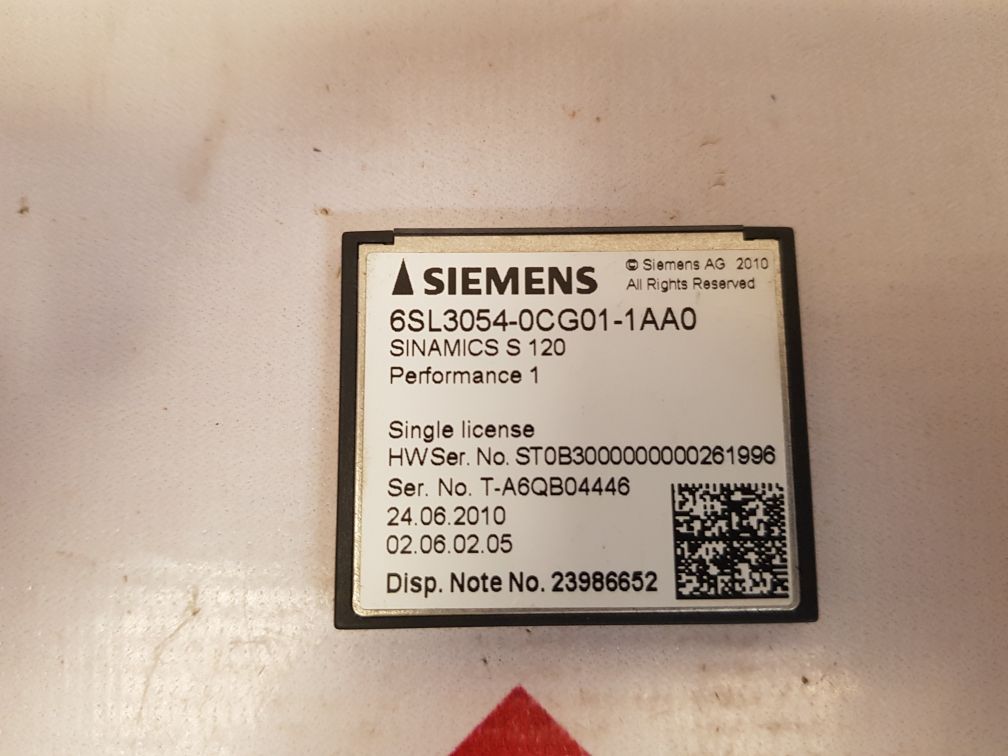 SIEMENS
© Siemens AG 2010
All Rights Reserved
6SL3054-0CG01-1AA0
SINAMICS S 120
Performance 1
Single license
HWSer. No. ST0B3000000000261996
Ser. No. T-A6QB04446
24.06.2010
02.06.02.05
Disp. Note No. 23986652